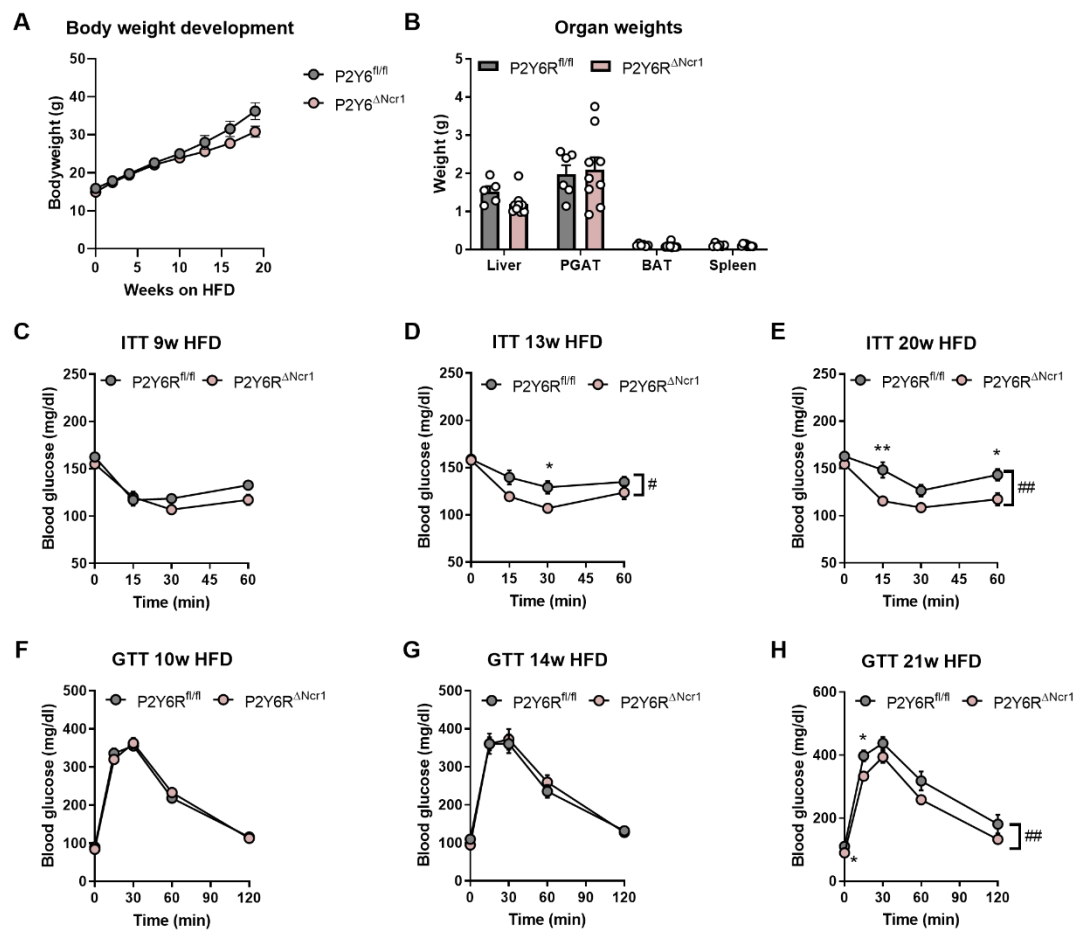 A
Body weight development
50
40
30
20
10
0
Bodyweight (g)
0 5 10 15 20
Weeks on HFD
P2Y6fl/fl
P2Y6ΔNcr1
B
Organ weights
P2Y6Rfl/fl P2Y6RΔNcr1
5
4
3
2
1
0
Weight (g)
Liver PGAT BAT Spleen
C
ITT 9w HFD
P2Y6Rfl/fl P2Y6RΔNcr1
250
200
150
100
50
Blood glucose (mg/dl)
0 15 30 45 60
Time (min)
D
ITT 13w HFD
P2Y6Rfl/fl P2Y6RΔNcr1
250
200
150
100
50
Blood glucose (mg/dl)
*
#
0 15 30 45 60
Time (min)
E
ITT 20w HFD
P2Y6Rfl/fl P2Y6RΔNcr1
250
200
150
100
50
Blood glucose (mg/dl)
** *
##
0 15 30 45 60
Time (min)
F
GTT 10w HFD
P2Y6Rfl/fl P2Y6RΔNcr1
500
400
300
200
100
0
Blood glucose (mg/dl)
0 30 60 90 120
Time (min)
G
GTT 14w HFD
P2Y6Rfl/fl P2Y6RΔNcr1
500
400
300
200
100
0
Blood glucose (mg/dl)
0 30 60 90 120
Time (min)
H
GTT 21w HFD
P2Y6Rfl/fl P2Y6RΔNcr1
600
400
200
0
Blood glucose (mg/dl)
*
*
##
0 30 60 90 120
Time (min)